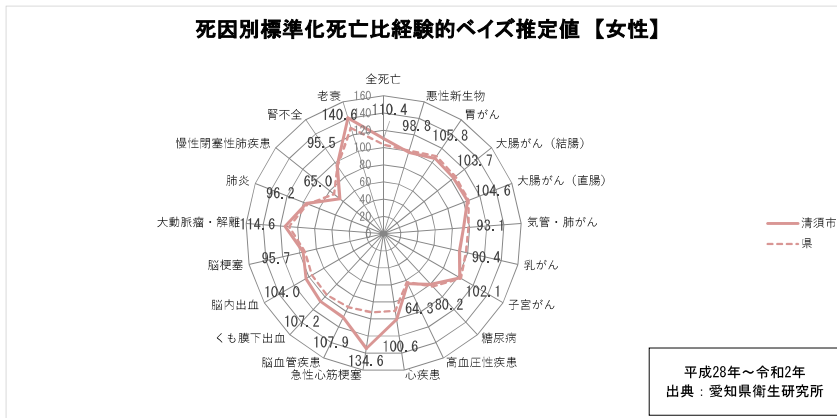 死因別標準化死亡比経験的ベイズ推定値 【女性】
全死亡
悪性新生物
胃がん
大腸がん (結腸)
大腸がん (直腸)
気管・肺がん
乳がん
子宮がん
糖尿病
高血圧性疾患
心疾患
急性心筋梗塞
脳血管疾患
くも膜下出血
脳内出血
脳梗塞
大動脈瘤・解離
肺炎
慢性閉塞性肺疾患
腎不全
老衰
110.4
98.8
105.8
103.7
104.6
93.1
90.4
102.1
80.2
64.3
100.6
134.6
107.9
107.2
104.0
95.7
114.6
96.2
65.0
95.5
140.6
160
140
120
100
80
60
40
20
0
清須市
県
平成28年～令和2年
出典：愛知県衛生研究所